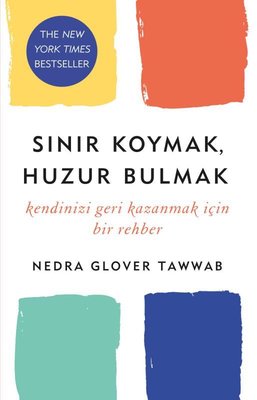 THE NEW
YORK TIMES
BESTSELLER
SINIR KOYMAK,
HUZUR BULMAK
kendinizi geri kazanmak için
bir rehber
NEDRA GLOVER TAWWAB